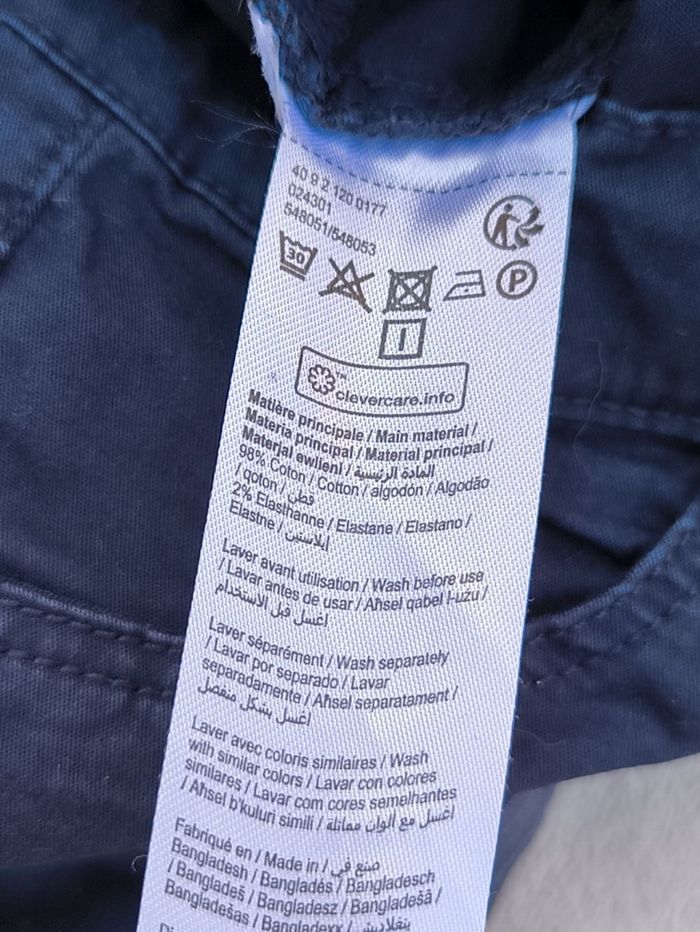 40 9 2 120 0177
024301
548051/548053
30
P
clevercare.info
Matière principale / Main material /
Materia principal / Material principal /
Materjal ewlieni / المادة الرئيسية
98% Coton / Cotton / algodón / Algodão
/ qoton / قطن
2% Elasthanne / Elastane / Elastano /
Elastne / إيلاستين
Laver avant utilisation / Wash before use
/ Lavar antes de usar / Aħsel qabel l-użu /
اغسل قبل الاستخدام
Laver séparément / Wash separately
/ Lavar por separado / Lavar
separadamente / Aħsel separatament /
اغسل بشكل منفصل
Laver avec coloris similaires / Wash
with similar colors / Lavar con colores
similares / Lavar com cores semelhantes
/ Aħsel b'kuluri simili / اغسل مع ألوان مماثلة
Fabriqué en / Made in / صنع في
Bangladesh / Bangladés / Bangladesch
/ Bangladeš / Bangladesz / Bangladešā /
Bangladešas / Bangladexx / بنغلاديش